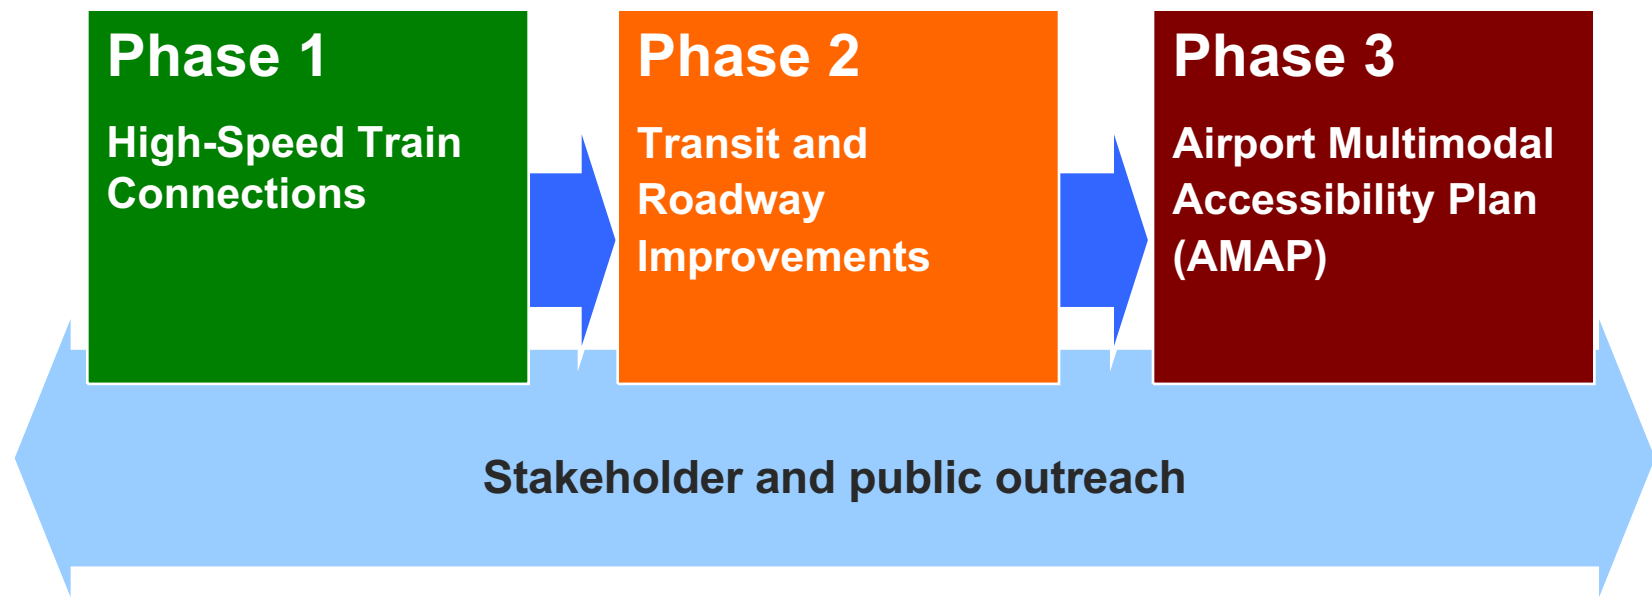 Phase 1
High-Speed Train
Connections
Phase 2
Transit and
Roadway
Improvements
Phase 3
Airport Multimodal
Accessibility Plan
(AMAP)
Stakeholder and public outreach